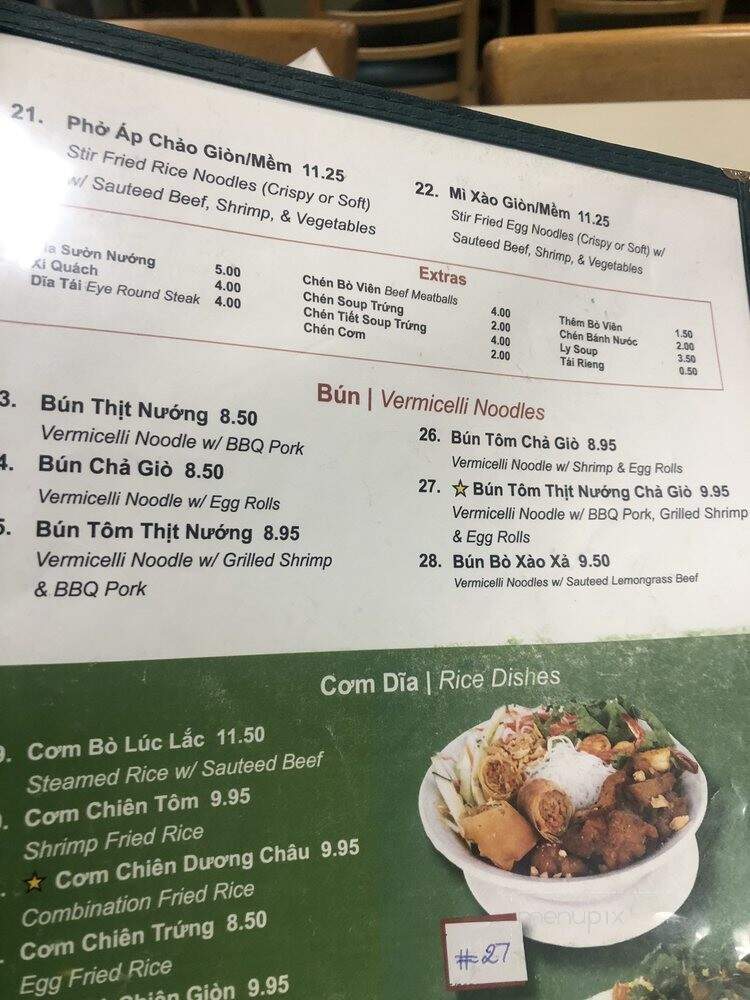 21. Phở Áp Chảo Giòn/Mềm 11.25
Stir Fried Rice Noodles (Crispy or Soft)
w/ Sauteed Beef, Shrimp, & Vegetables
22. Mì Xào Giòn/Mềm 11.25
Stir Fried Egg Noodles (Crispy or Soft) w/
Sauteed Beef, Shrimp, & Vegetables
Extras
Sườn Nướng 5.00
Xí Quách 4.00
Dĩa Tái Eye Round Steak 4.00
Chén Bò Viên Beef Meatballs 4.00
Chén Soup Trứng 2.00
Chén Tiết Soup Trứng 4.00
Chén Cơm 2.00
Thêm Bò Viên 1.50
Chén Bánh Nước 2.00
Ly Soup 3.50
Tái Rieng 0.50
Bún | Vermicelli Noodles
3. Bún Thịt Nướng 8.50
Vermicelli Noodle w/ BBQ Pork
4. Bún Chả Giò 8.50
Vermicelli Noodle w/ Egg Rolls
5. Bún Tôm Thịt Nướng 8.95
Vermicelli Noodle w/ Grilled Shrimp
& BBQ Pork
26. Bún Tôm Chả Giò 8.95
Vermicelli Noodle w/ Shrimp & Egg Rolls
27. Bún Tôm Thịt Nướng Chả Giò 9.95
Vermicelli Noodle w/ BBQ Pork, Grilled Shrimp
& Egg Rolls
28. Bún Bò Xào Xả 9.50
Vermicelli Noodles w/ Sauteed Lemongrass Beef
Cơm Dĩa | Rice Dishes
9. Cơm Bò Lúc Lắc 11.50
Steamed Rice w/ Sauteed Beef
Cơm Chiên Tôm 9.95
Shrimp Fried Rice
Cơm Chiên Dương Châu 9.95
Combination Fried Rice
Cơm Chiên Trứng 8.50
Egg Fried Rice
Chiên Giòn 9.95
#27
menupix